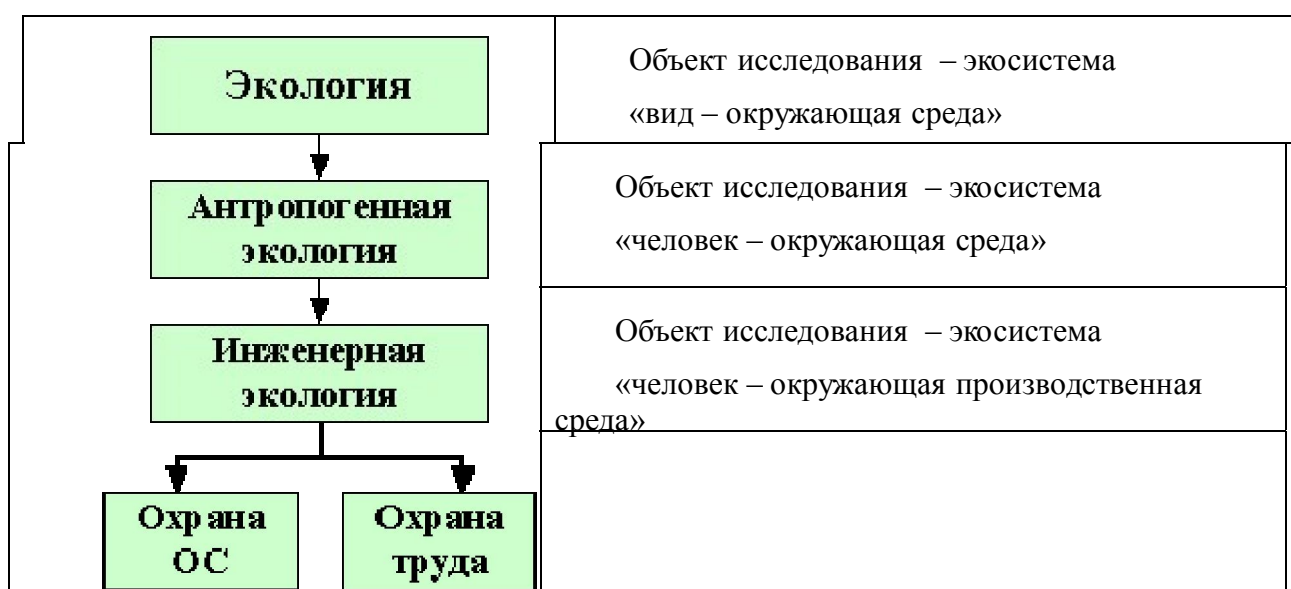 Экология
Объект исследования – экосистема
«вид – окружающая среда»
Антропогенная
экология
Объект исследования – экосистема
«человек – окружающая среда»
Инженерная
экология
Объект исследования – экосистема
«человек – окружающая производственная
среда»
Охрана
ОС
Охрана
труда